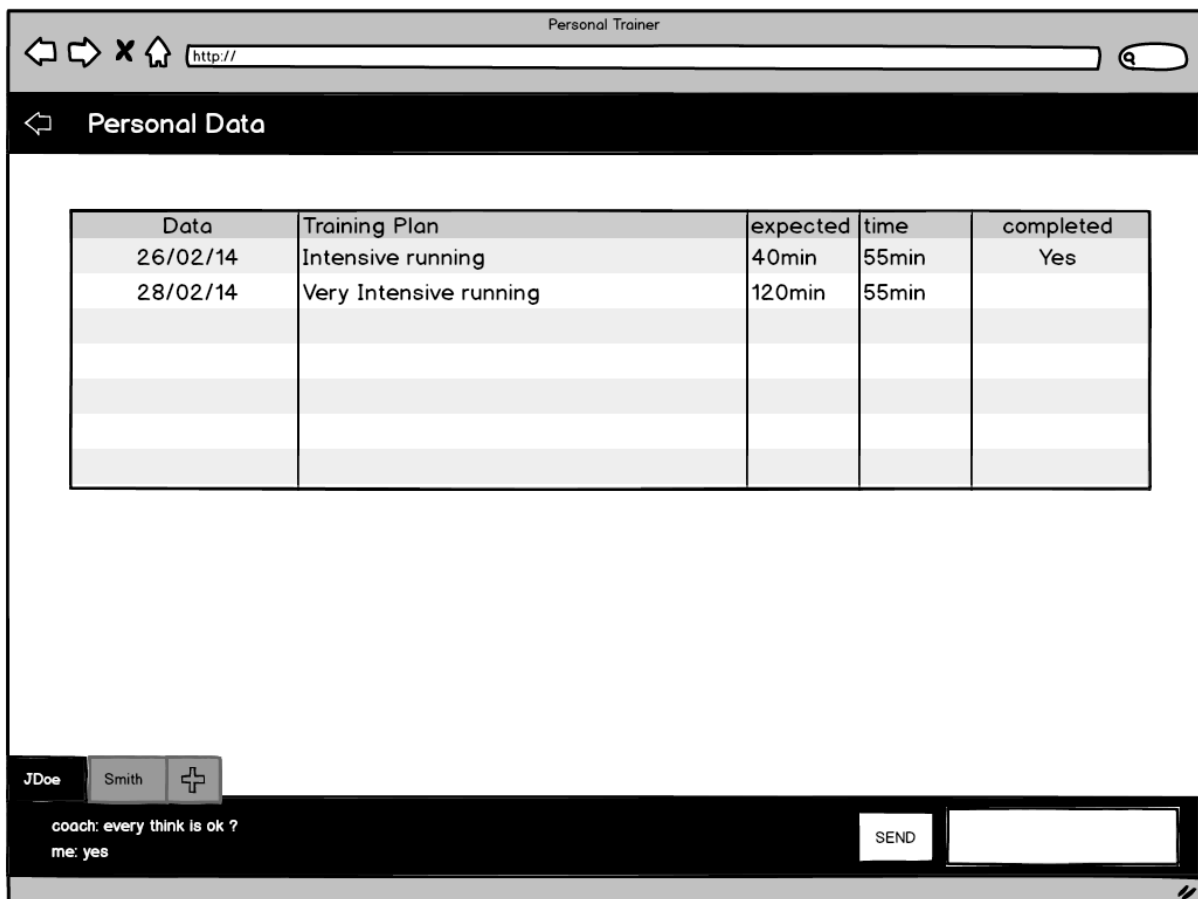 Personal Trainer
http://
Personal Data
Data Training Plan expected time completed
26/02/14 Intensive running 40min 55min Yes
28/02/14 Very Intensive running 120min 55min
JDoe Smith
coach: every think is ok ?
me: yes
SEND